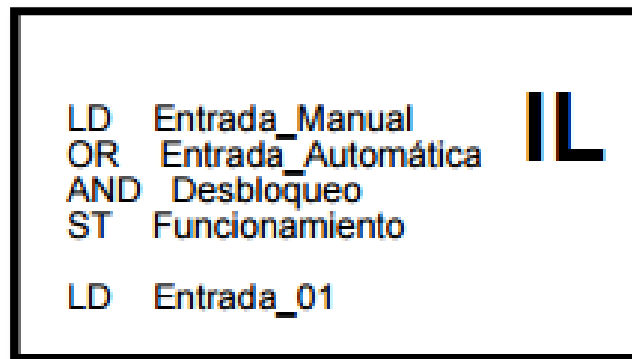 IL
LD Entrada_Manual
OR Entrada_Automática
AND Desbloqueo
ST Funcionamiento
LD Entrada_01